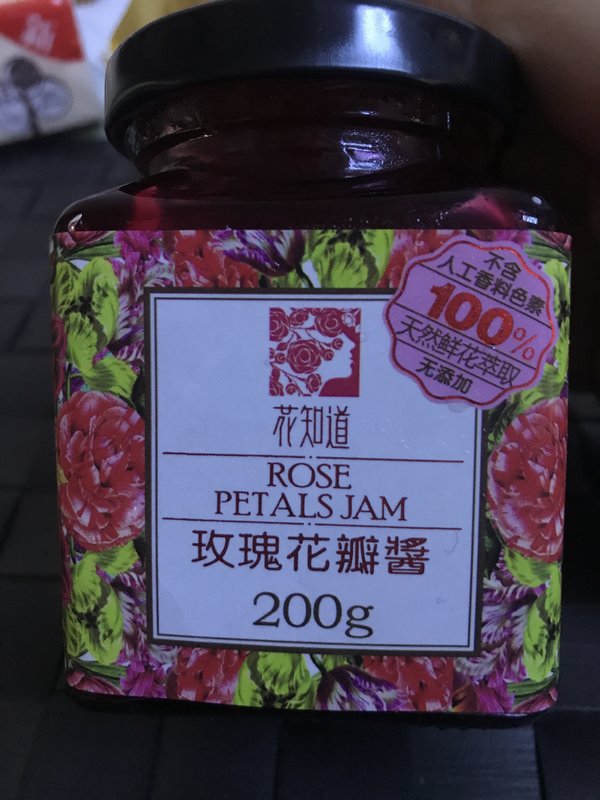 新
不含
人工香料色素
100%
天然鲜花萃取
无添加
花知道
ROSE
PETALS JAM
玫瑰花瓣醬
200g